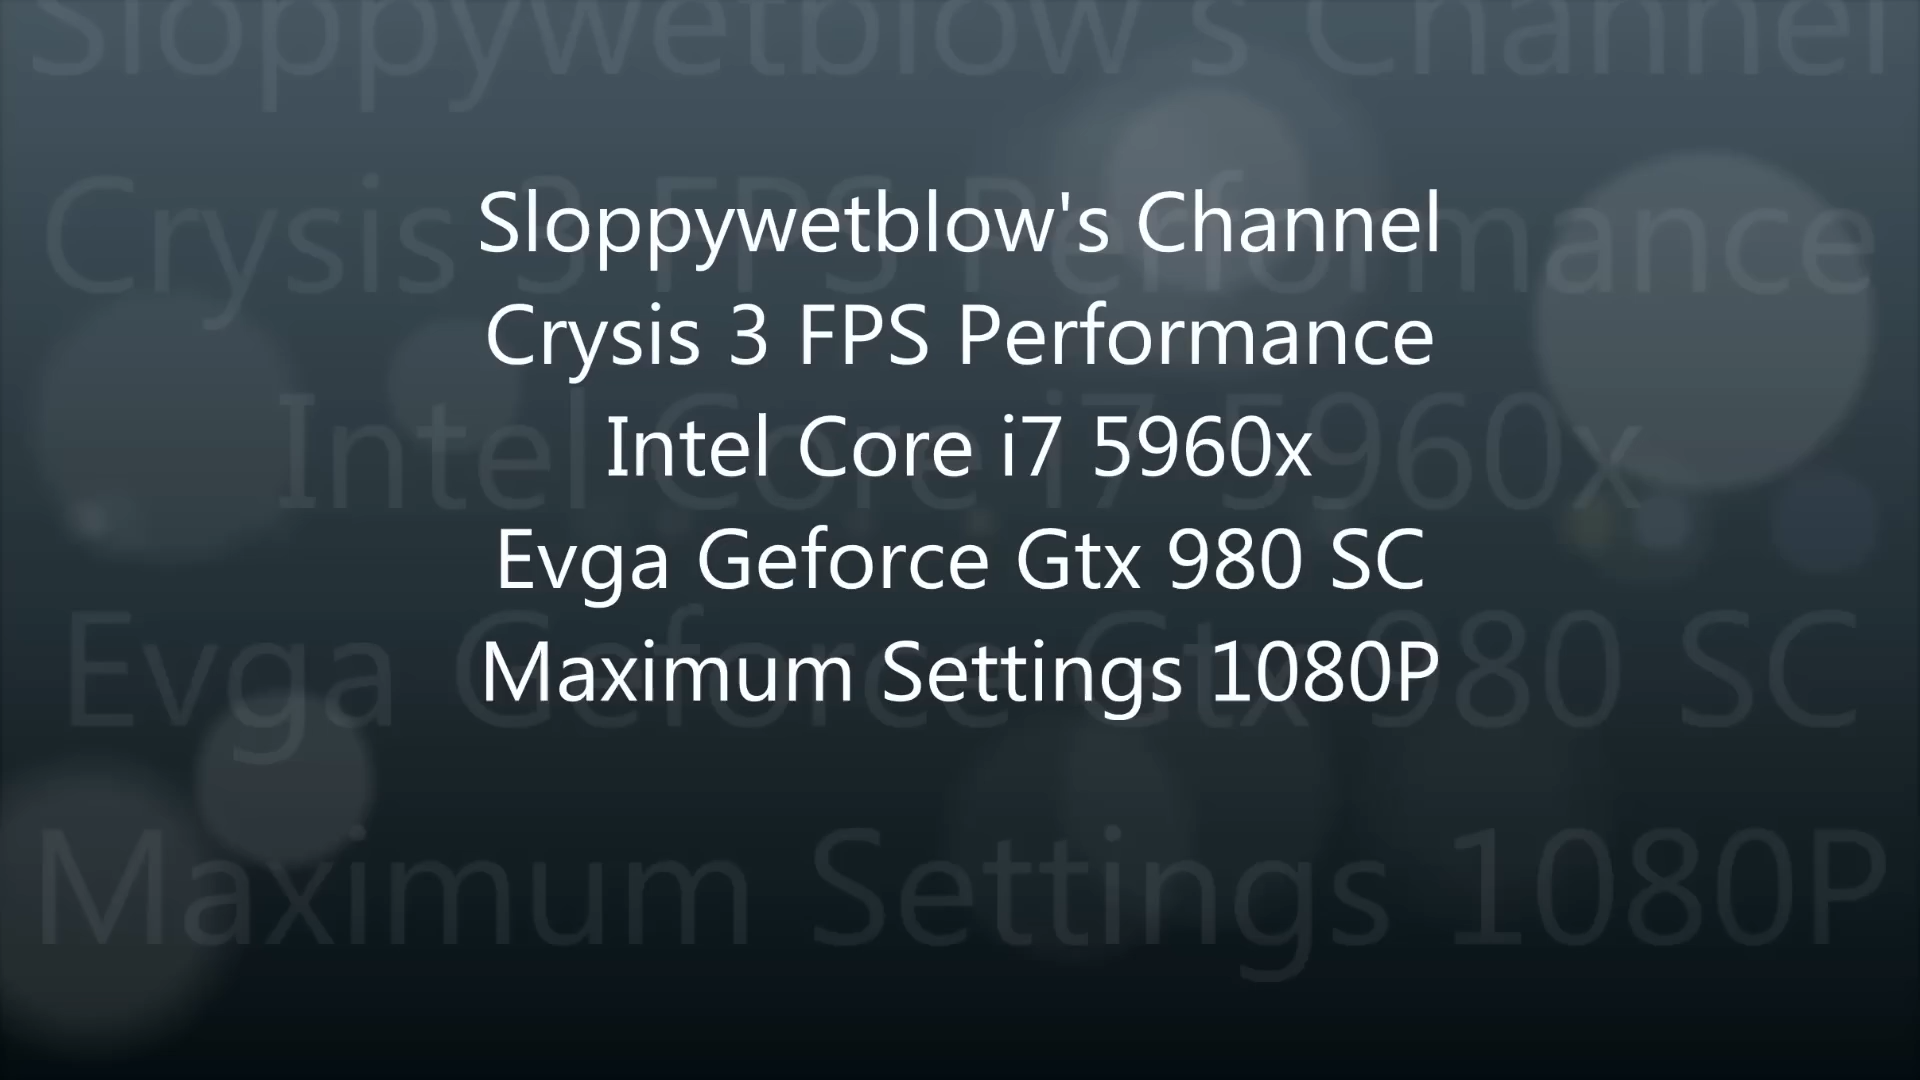 Sloppywetblow's Channel
Crysis 3 FPS Performance
Intel Core i7 5960x
Evga Geforce Gtx 980 SC
Maximum Settings 1080P